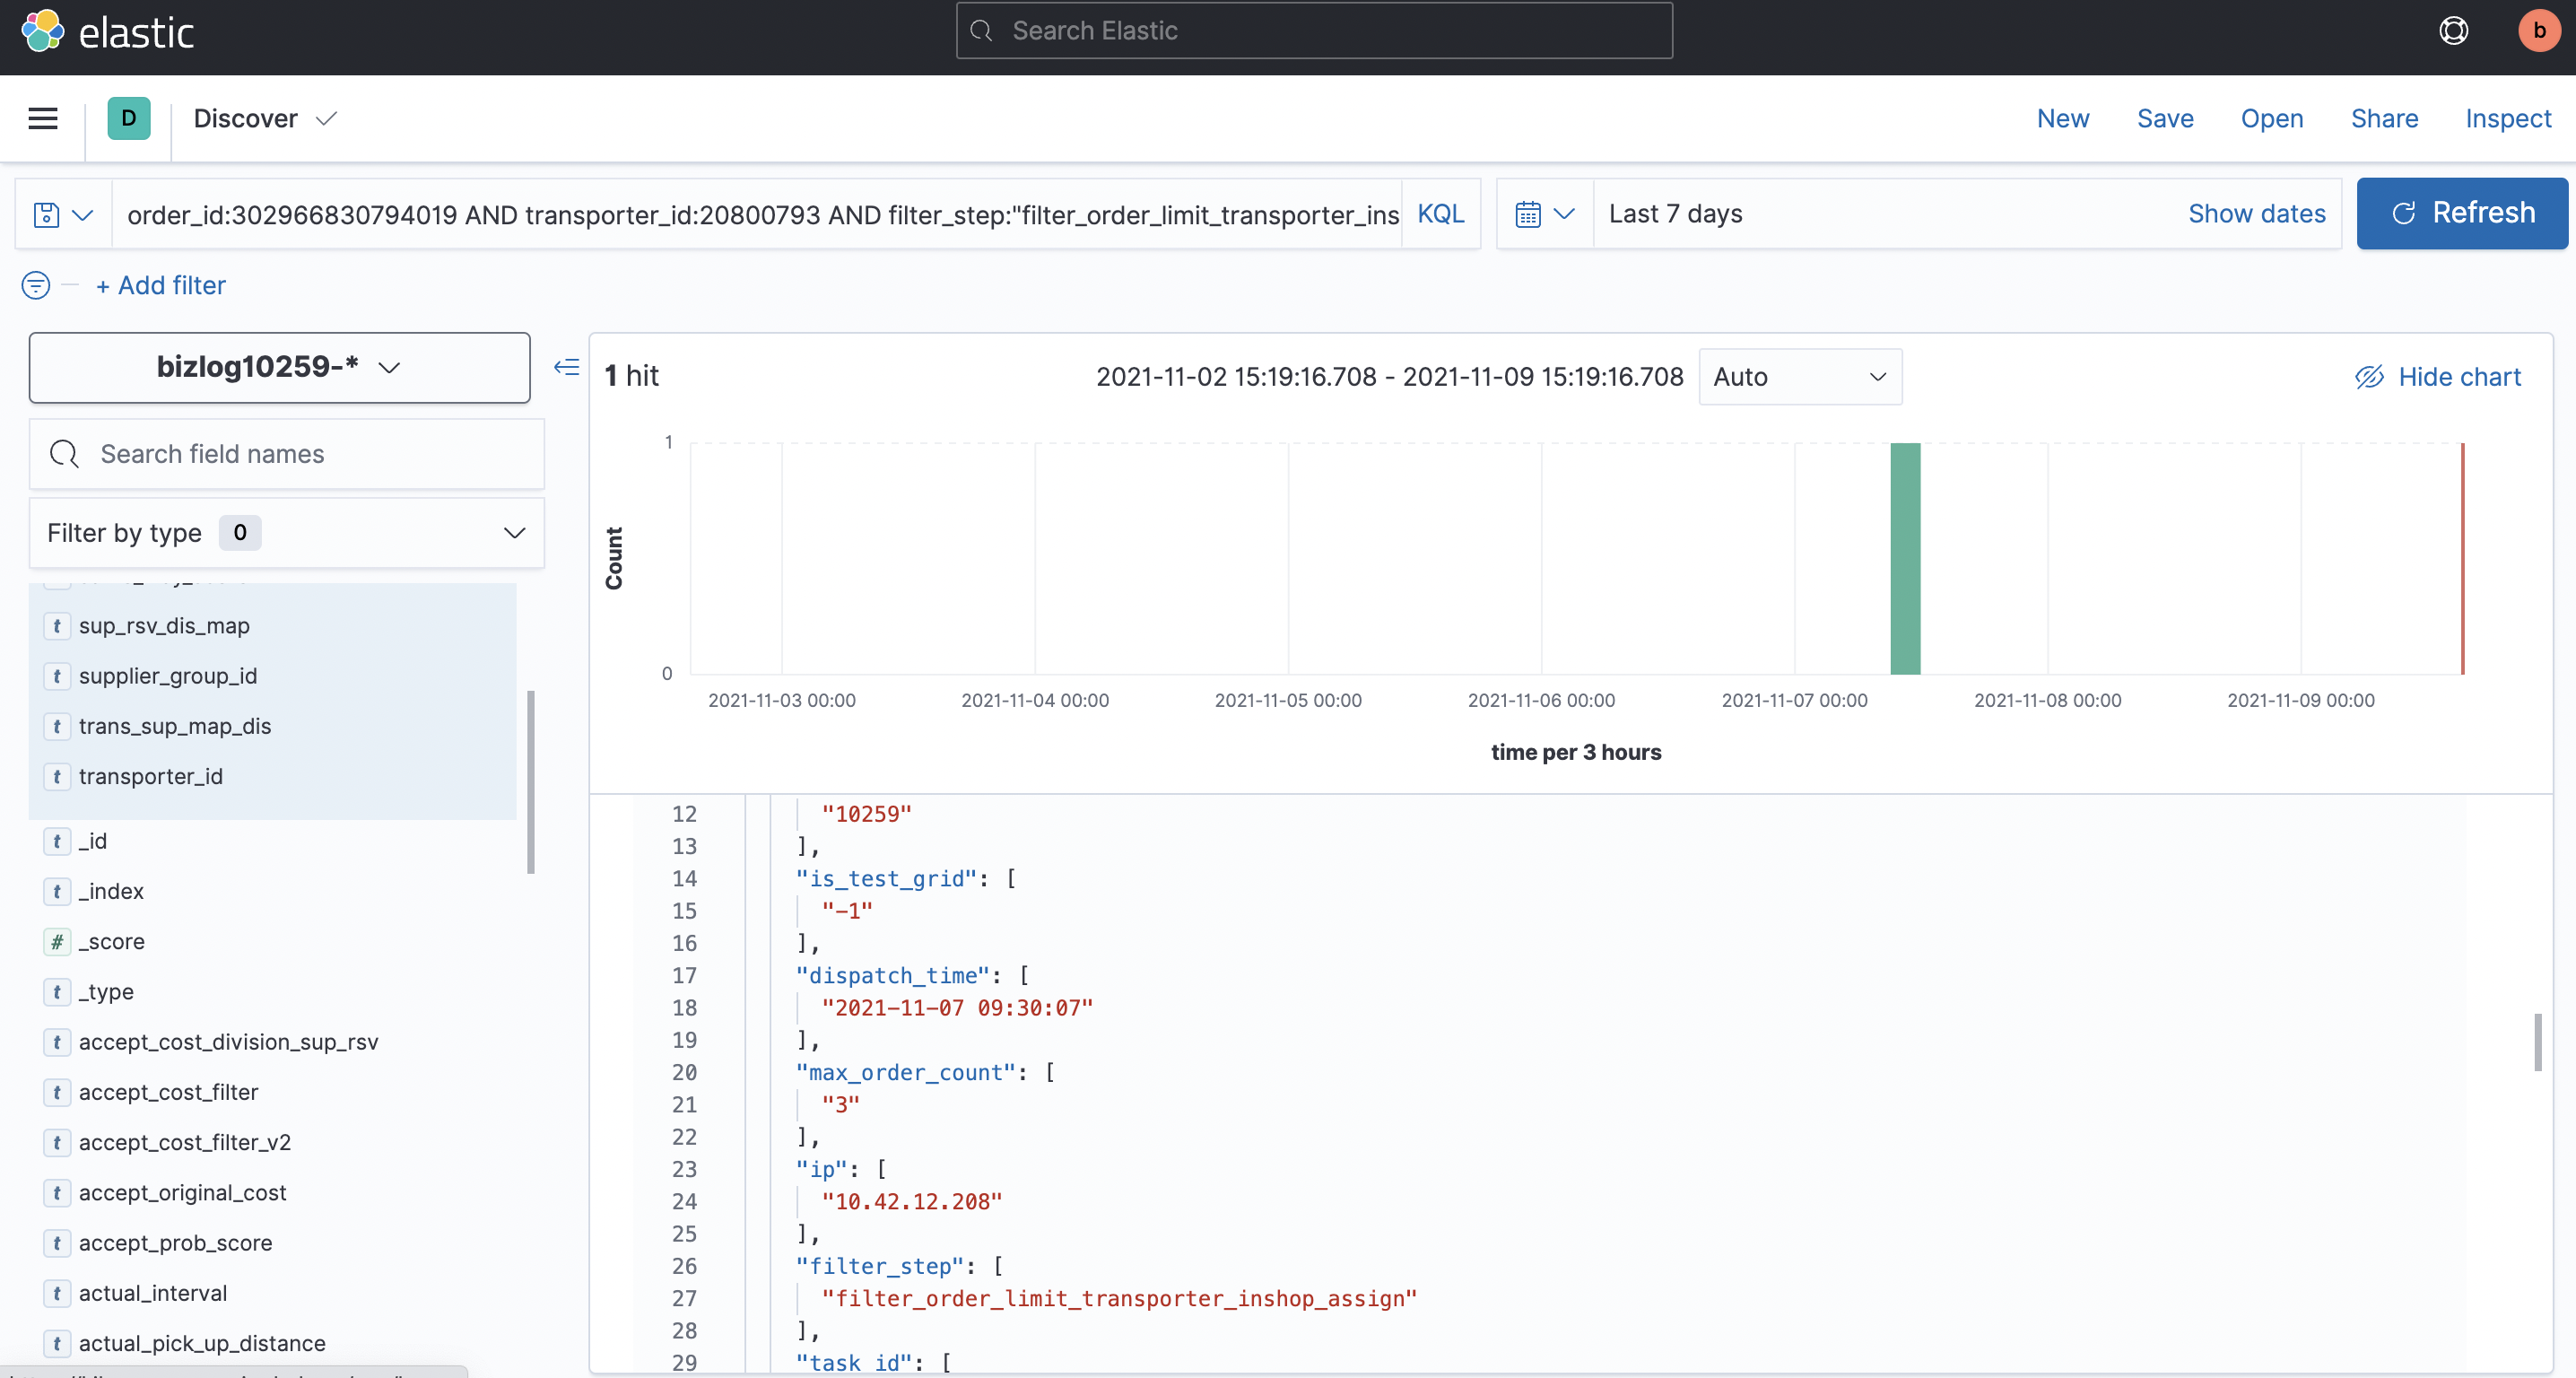 elastic
Search Elastic
b
D
Discover
New
Save
Open
Share
Inspect
order_id:302966830794019 AND transporter_id:20800793 AND filter_step:"filter_order_limit_transporter_ins
KQL
Last 7 days
Show dates
Refresh
+ Add filter
bizlog10259-*
Search field names
Filter by type 0
t sup_rsv_dis_map
t supplier_group_id
t trans_sup_map_dis
t transporter_id
t _id
t _index
# _score
t _type
t accept_cost_division_sup_rsv
t accept_cost_filter
t accept_cost_filter_v2
t accept_original_cost
t accept_prob_score
t actual_interval
t actual_pick_up_distance
1 hit
2021-11-02 15:19:16.708 - 2021-11-09 15:19:16.708
Auto
Hide chart
1
Count
0
2021-11-03 00:00
2021-11-04 00:00
2021-11-05 00:00
2021-11-06 00:00
2021-11-07 00:00
2021-11-08 00:00
2021-11-09 00:00
time per 3 hours
12 "10259"
13 ],
14 "is_test_grid": [
15 "-1"
16 ],
17 "dispatch_time": [
18 "2021-11-07 09:30:07"
19 ],
20 "max_order_count": [
21 "3"
22 ],
23 "ip": [
24 "10.42.12.208"
25 ],
26 "filter_step": [
27 "filter_order_limit_transporter_inshop_assign"
28 ],
29 "task_id": [